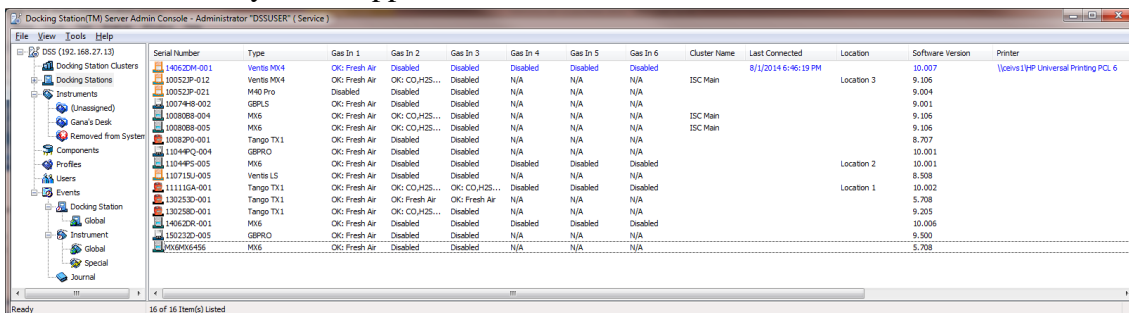 Docking Station(TM) Server Admin Console - Administrator "DSSUSER" ( Service )
File View Tools Help
DSS (192.168.27.13)
Docking Station Clusters
Docking Stations
Instruments
(Unassigned)
Gana's Desk
Removed from System
Components
Profiles
Users
Events
Docking Station
Global
Instrument
Global
Special
Journal
Serial Number Type Gas In 1 Gas In 2 Gas In 3 Gas In 4 Gas In 5 Gas In 6 Cluster Name Last Connected Location Software Version Printer
14062DM-001 Ventis MX4 OK: Fresh Air Disabled Disabled Disabled Disabled Disabled 8/1/2014 6:46:19 PM 10.007 \\ceivs1\HP Universal Printing PCL 6
10052JP-012 Ventis MX4 OK: Fresh Air OK: CO,H2S... Disabled N/A N/A N/A ISC Main Location 3 9.106
10052JP-021 M40 Pro Disabled Disabled Disabled N/A N/A N/A 9.004
10074H8-002 GBPLS OK: Fresh Air OK: CO,H2S... Disabled N/A N/A N/A 9.001
10080B8-004 MX6 OK: Fresh Air OK: CO,H2S... Disabled N/A N/A N/A ISC Main 9.106
10080B8-005 MX6 OK: Fresh Air OK: CO,H2S... Disabled N/A N/A N/A ISC Main 9.106
10082P0-001 Tango TX1 OK: Fresh Air Disabled Disabled N/A N/A N/A 8.707
11044PQ-004 GBPRO OK: Fresh Air Disabled Disabled N/A N/A N/A 10.001
11044PS-005 MX6 OK: Fresh Air Disabled Disabled Disabled Disabled Disabled Location 2 10.001
110715U-005 Ventis LS OK: Fresh Air Disabled Disabled N/A N/A N/A 8.508
11111GA-001 Tango TX1 OK: Fresh Air OK: CO,H2S... OK: CO,H2S... Disabled Disabled Disabled Location 1 10.002
130253D-001 Tango TX1 OK: Fresh Air OK: Fresh Air OK: Fresh Air N/A N/A N/A 5.708
130258D-001 Tango TX1 OK: Fresh Air OK: CO,H2S... Disabled N/A N/A N/A 9.205
14062DR-001 MX6 OK: Fresh Air Disabled Disabled Disabled Disabled Disabled 10.006
150232D-005 GBPRO OK: Fresh Air Disabled Disabled N/A N/A N/A 9.500
MX6MX6456 MX6 OK: Fresh Air Disabled Disabled N/A N/A N/A 5.708
Ready 16 of 16 Item(s) Listed